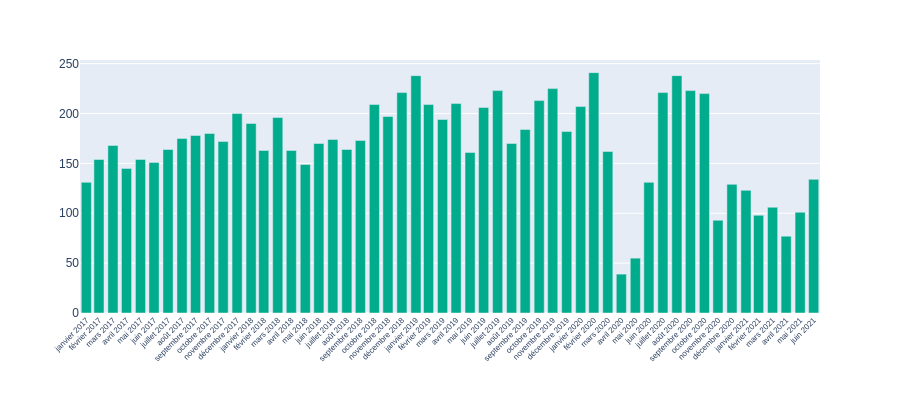 250
200
150
100
50
0
janvier 2017
février 2017
mars 2017
avril 2017
mai 2017
juin 2017
juillet 2017
août 2017
septembre 2017
octobre 2017
novembre 2017
décembre 2017
janvier 2018
février 2018
mars 2018
avril 2018
mai 2018
juin 2018
juillet 2018
août 2018
septembre 2018
octobre 2018
novembre 2018
décembre 2018
janvier 2019
février 2019
mars 2019
avril 2019
mai 2019
juin 2019
juillet 2019
août 2019
septembre 2019
octobre 2019
novembre 2019
décembre 2019
janvier 2020
février 2020
mars 2020
avril 2020
mai 2020
juin 2020
juillet 2020
août 2020
septembre 2020
octobre 2020
novembre 2020
décembre 2020
janvier 2021
février 2021
mars 2021
avril 2021
mai 2021
juin 2021